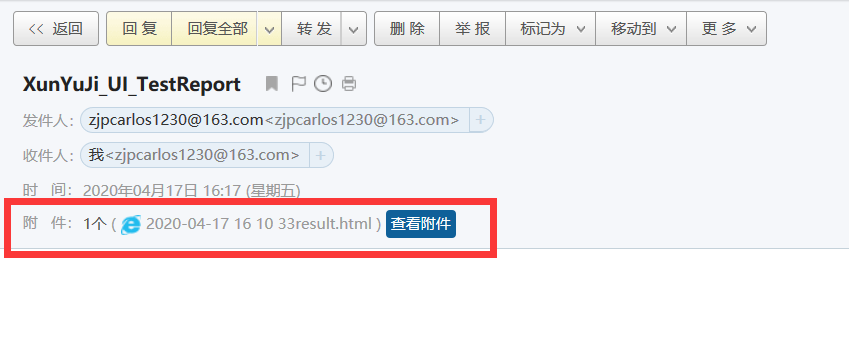 << 返回 回 复 回复全部 转 发 删 除 举 报 标记为 移动到 更 多
XunYuJi_UI_TestReport
发件人： zjpcarlos1230@163.com<zjpcarlos1230@163.com> +
收件人： 我<zjpcarlos1230@163.com> +
时 间： 2020年04月17日 16:17 (星期五)
附 件： 1个 ( 2020-04-17 16 10 33result.html ) 查看附件